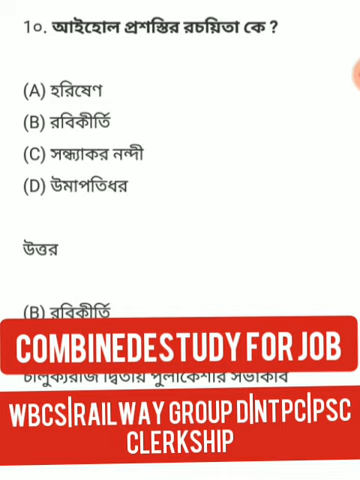 1০. আইহোল প্রশস্তির রচয়িতা কে ?
(A) হরিষেণ
(B) রবিকীর্তি
(C) সন্ধ্যাকর নন্দী
(D) উমাপতিধর
উত্তর
(B) রবিকীর্তি
COMBINEDESTUDY FOR JOB
চালুক্যরাজ দ্বিতীয় পুলকেশীর সভাকবি
WBCS|RAILWAY GROUP D|NTPC|PSC
CLERKSHIP